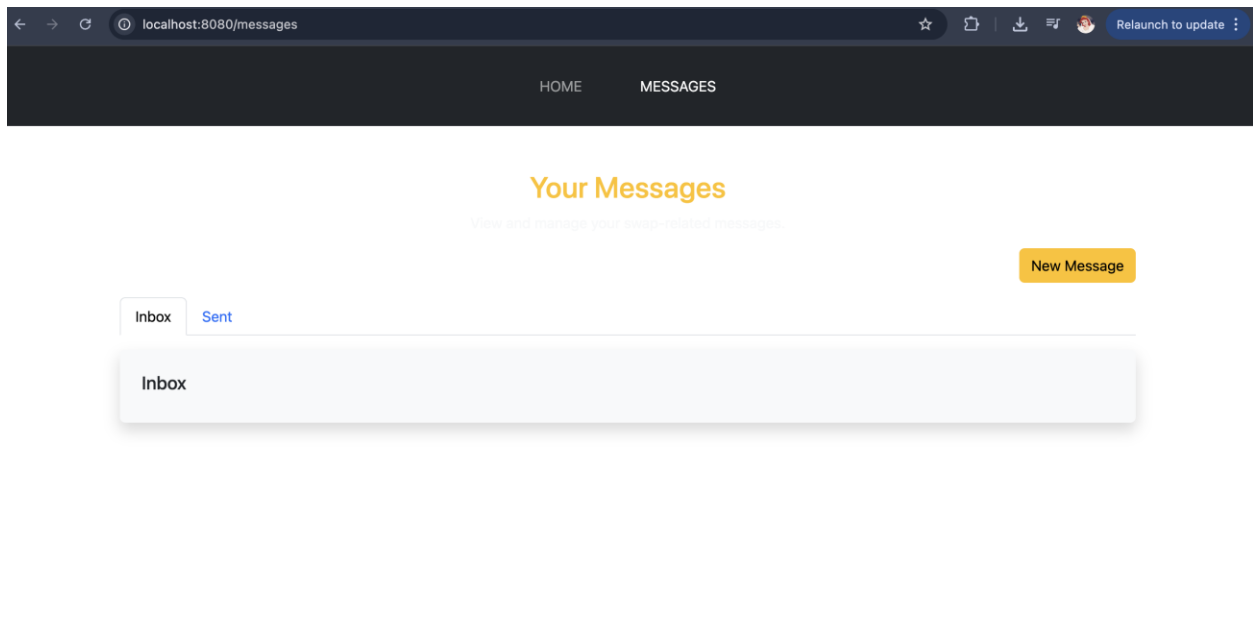 localhost:8080/messages
Relaunch to update
HOME MESSAGES
Your Messages
View and manage your swap-related messages.
New Message
Inbox Sent
Inbox